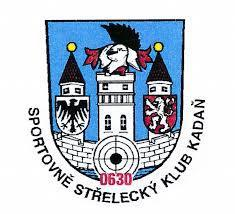 0630
SPORTOVNĚ STŘELECKÝ KLUB KADAŇ